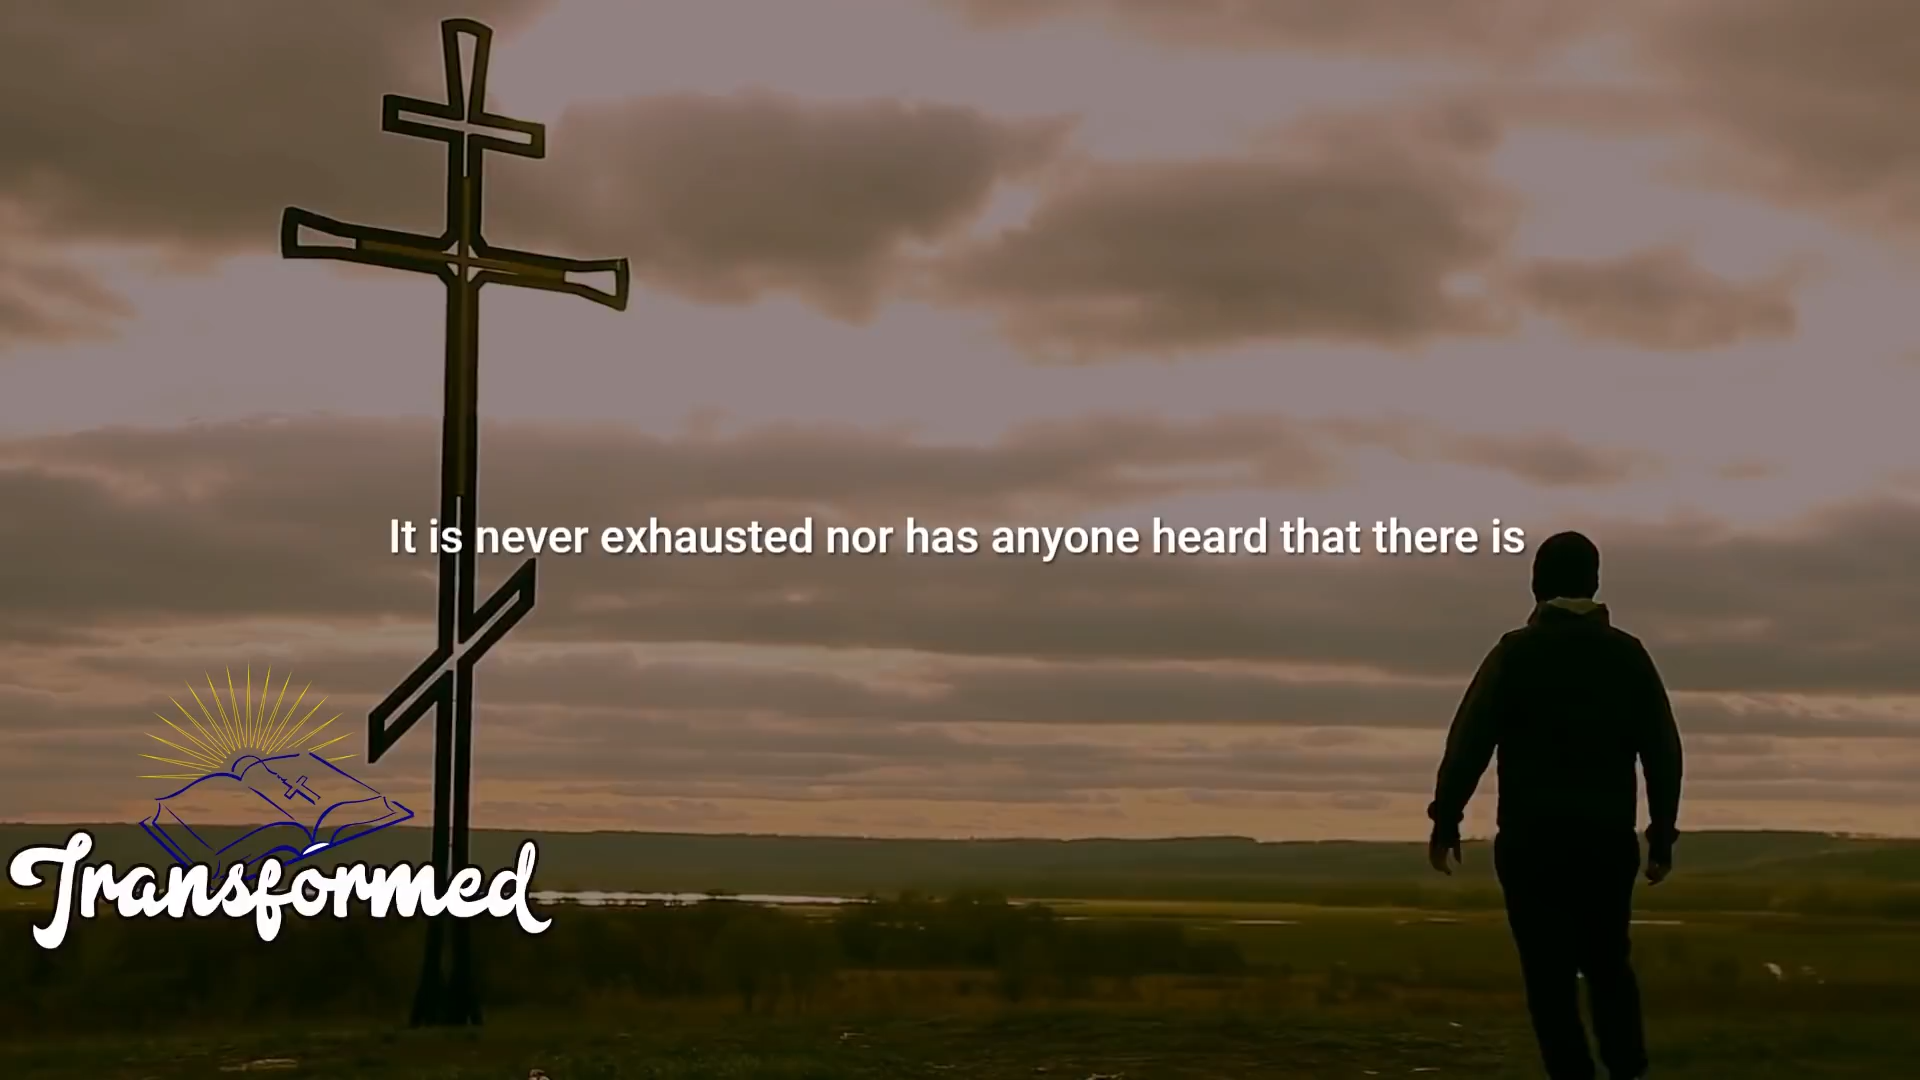 It is never exhausted nor has anyone heard that there is
Transformed